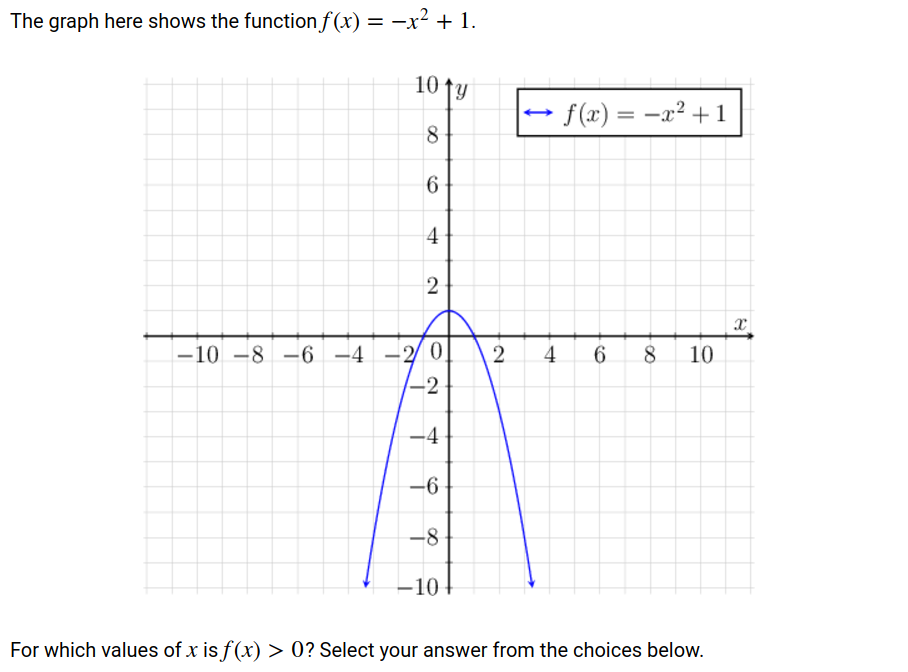 The graph here shows the function f(x) = −x² + 1.
10 y
f(x) = −x² + 1
8
6
4
2
x
−10 −8 −6 −4 −2 0 2 4 6 8 10
−2
−4
−6
−8
−10
For which values of x is f(x) > 0? Select your answer from the choices below.